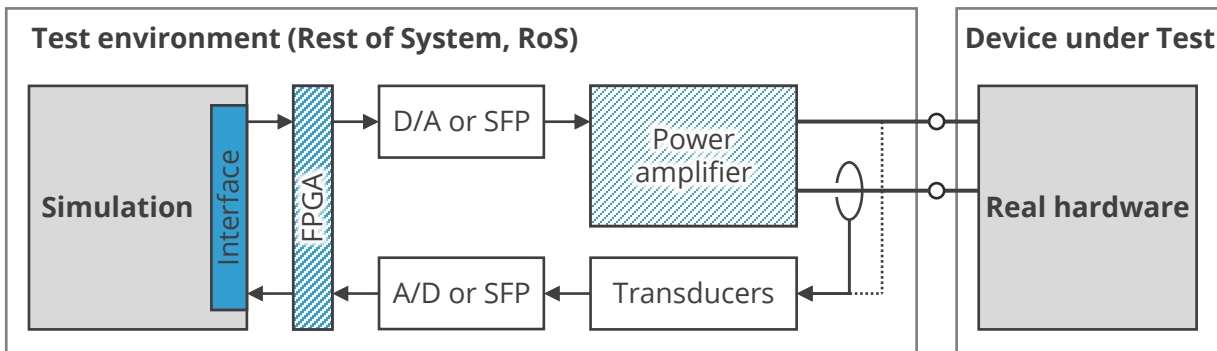 Test environment (Rest of System, RoS)
Device under Test
Simulation
Interface
FPGA
D/A or SFP
Power
amplifier
A/D or SFP
Transducers
Real hardware